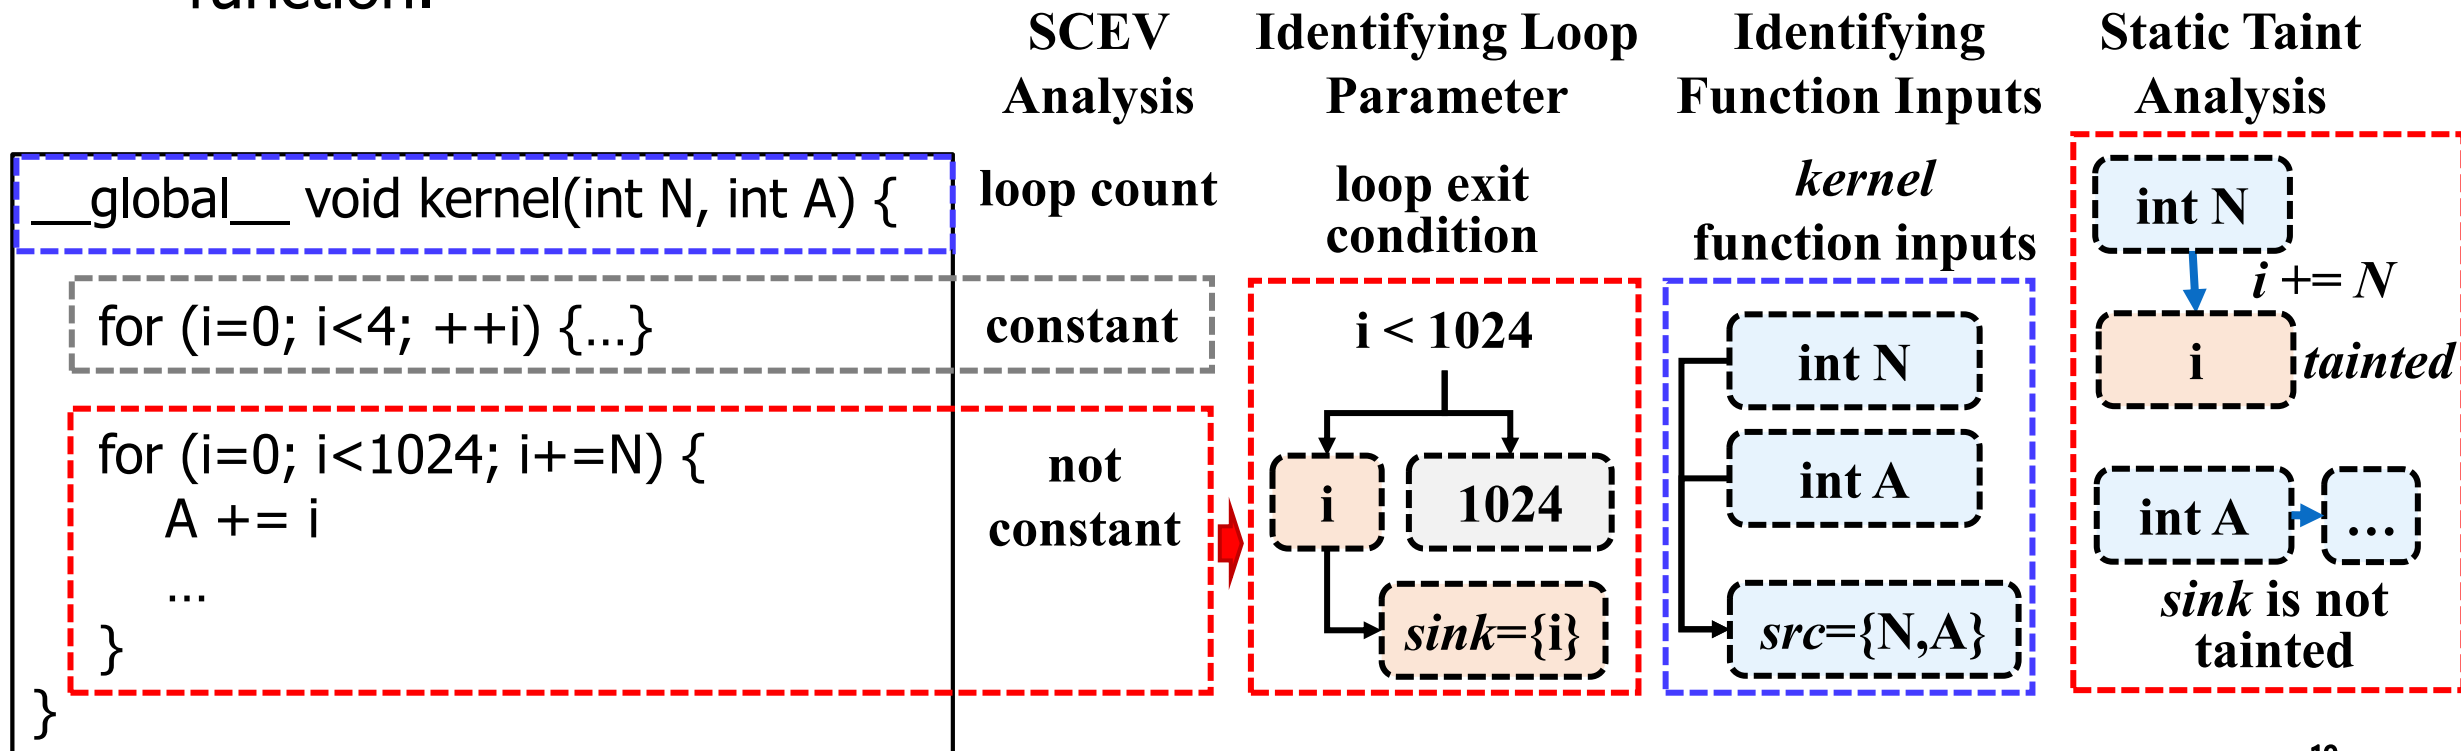 function.
SCEV
Analysis
Identifying Loop
Parameter
Identifying
Function Inputs
Static Taint
Analysis
__global__ void kernel(int N, int A) {
for (i=0; i<4; ++i) {...}
for (i=0; i<1024; i+=N) {
A += i
...
}
}
loop count
constant
not
constant
loop exit
condition
i < 1024
i
1024
sink={i}
kernel
function inputs
int N
int A
src={N,A}
int N
i += N
i
tainted
int A
...
sink is not
tainted